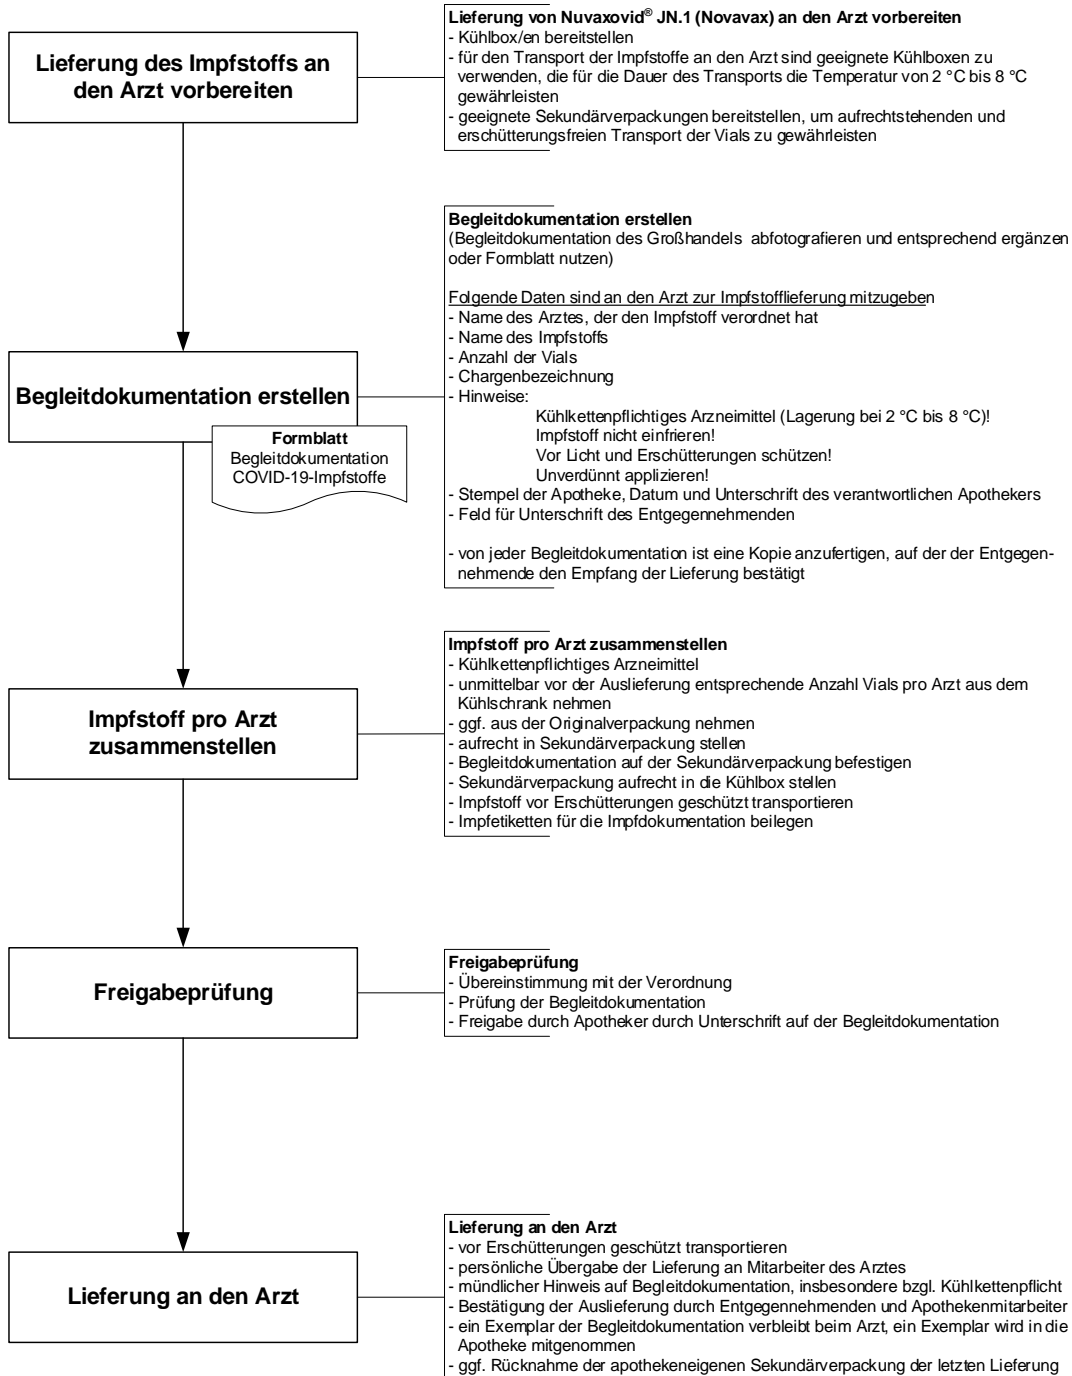 Lieferung des Impfstoffs an
den Arzt vorbereiten
Lieferung von Nuvaxovid® JN.1 (Novavax) an den Arzt vorbereiten
- Kühlbox/en bereitstellen
- für den Transport der Impfstoffe an den Arzt sind geeignete Kühlboxen zu
verwenden, die für die Dauer des Transports die Temperatur von 2 °C bis 8 °C
gewährleisten
- geeignete Sekundärverpackungen bereitstellen, um aufrechtstehenden und
erschütterungsfreien Transport der Vials zu gewährleisten
Begleitdokumentation erstellen
Formblatt
Begleitdokumentation
COVID-19-Impfstoffe
Begleitdokumentation erstellen
(Begleitdokumentation des Großhandels abfotografieren und entsprechend ergänzen
oder Formblatt nutzen)
Folgende Daten sind an den Arzt zur Impfstofflieferung mitzugeben
- Name des Arztes, der den Impfstoff verordnet hat
- Name des Impfstoffs
- Anzahl der Vials
- Chargenbezeichnung
- Hinweise:
Kühlkettenpflichtiges Arzneimittel (Lagerung bei 2 °C bis 8 °C)!
Impfstoff nicht einfrieren!
Vor Licht und Erschütterungen schützen!
Unverdünnt applizieren!
- Stempel der Apotheke, Datum und Unterschrift des verantwortlichen Apothekers
- Feld für Unterschrift des Entgegennehmenden
- von jeder Begleitdokumentation ist eine Kopie anzufertigen, auf der der Entgegen-
nehmende den Empfang der Lieferung bestätigt
Impfstoff pro Arzt
zusammenstellen
Impfstoff pro Arzt zusammenstellen
- Kühlkettenpflichtiges Arzneimittel
- unmittelbar vor der Auslieferung entsprechende Anzahl Vials pro Arzt aus dem
Kühlschrank nehmen
- ggf. aus der Originalverpackung nehmen
- aufrecht in Sekundärverpackung stellen
- Begleitdokumentation auf der Sekundärverpackung befestigen
- Sekundärverpackung aufrecht in die Kühlbox stellen
- Impfstoff vor Erschütterungen geschützt transportieren
- Impfetiketten für die Impfdokumentation beilegen
Freigabeprüfung
Freigabeprüfung
- Übereinstimmung mit der Verordnung
- Prüfung der Begleitdokumentation
- Freigabe durch Apotheker durch Unterschrift auf der Begleitdokumentation
Lieferung an den Arzt
Lieferung an den Arzt
- vor Erschütterungen geschützt transportieren
- persönliche Übergabe der Lieferung an Mitarbeiter des Arztes
- mündlicher Hinweis auf Begleitdokumentation, insbesondere bzgl. Kühlkettenpflicht
- Bestätigung der Auslieferung durch Entgegennehmenden und Apothekenmitarbeiter
- ein Exemplar der Begleitdokumentation verbleibt beim Arzt, ein Exemplar wird in die
Apotheke mitgenommen
- ggf. Rücknahme der apothekeneigenen Sekundärverpackung der letzten Lieferung